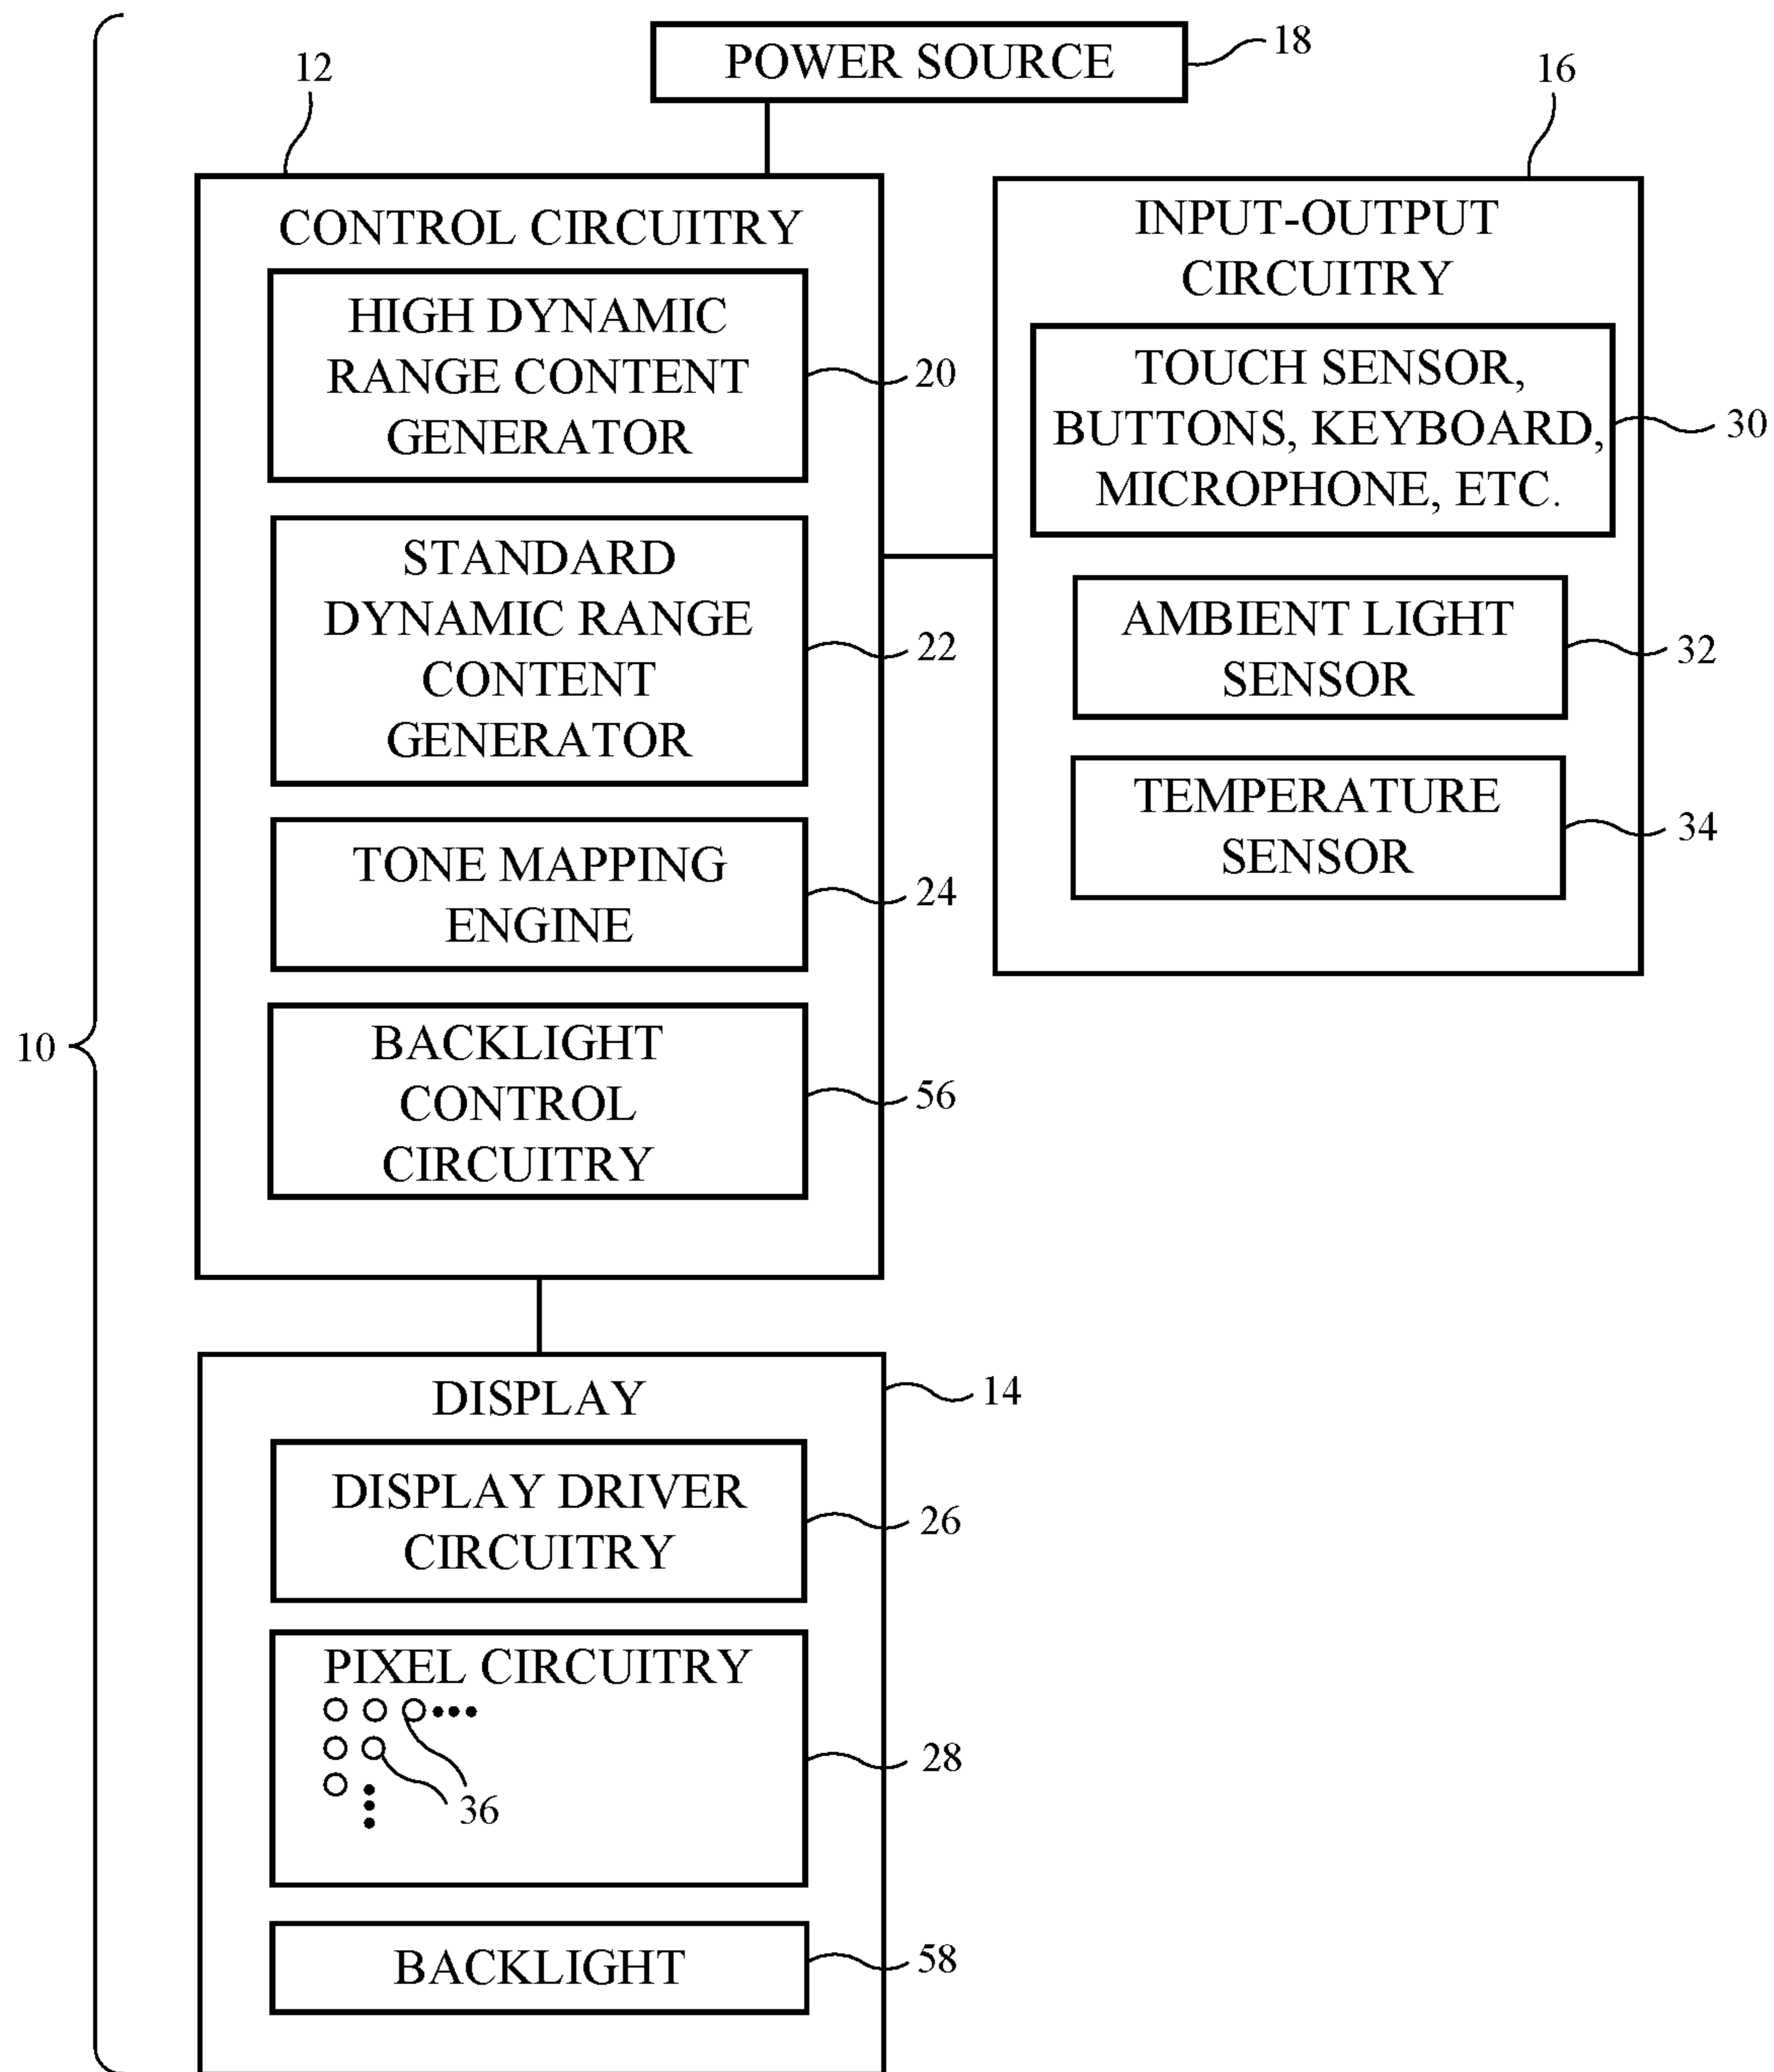 POWER SOURCE
18
12
16
CONTROL CIRCUITRY
HIGH DYNAMIC
RANGE CONTENT
GENERATOR
20
STANDARD
DYNAMIC RANGE
CONTENT
GENERATOR
22
TONE MAPPING
ENGINE
24
BACKLIGHT
CONTROL
CIRCUITRY
56
INPUT-OUTPUT
CIRCUITRY
TOUCH SENSOR,
BUTTONS, KEYBOARD,
MICROPHONE, ETC.
30
AMBIENT LIGHT
SENSOR
32
TEMPERATURE
SENSOR
34
10
DISPLAY
14
DISPLAY DRIVER
CIRCUITRY
26
PIXEL CIRCUITRY
28
36
BACKLIGHT
58